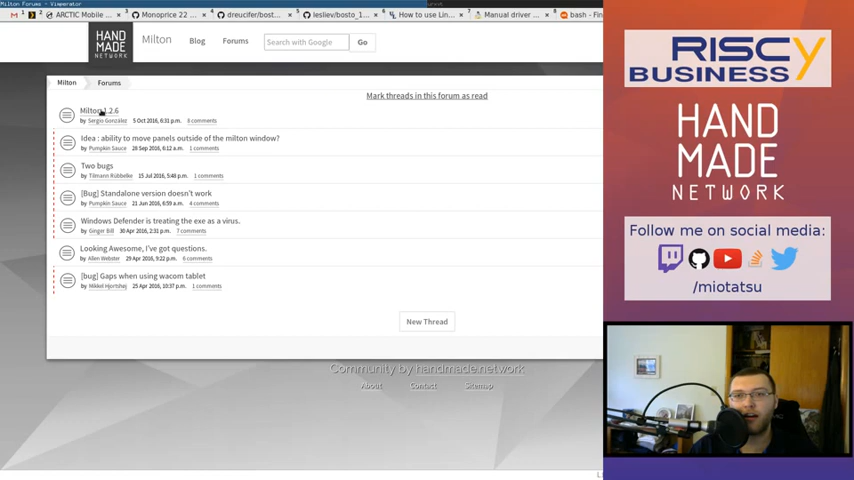 Milton Forums - Vimperator
ARCTIC Mobile ... Monoprice 22 ... dreucifer/bost... lesliev/bosto_1... How to use Lin... Manual driver ... bash - Fin
HAND MADE NETWORK
Milton Blog Forums Search with Google Go
Milton Forums
Mark threads in this forum as read
Milton 1.2.6
by Sergio González 5 Oct 2016, 6:31 p.m. 8 comments
Idea : ability to move panels outside of the milton window?
by Pumpkin Sauce 28 Sep 2016, 6:12 a.m. 1 comments
Two bugs
by Tilmann Rübbelke 15 Jul 2016, 5:48 p.m. 1 comments
[Bug] Standalone version doesn't work
by Pumpkin Sauce 21 Jun 2016, 6:59 a.m. 4 comments
Windows Defender is treating the exe as a virus.
by Ginger Bill 30 Apr 2016, 2:31 p.m. 7 comments
Looking Awesome, I've got questions.
by Allen Webster 29 Apr 2016, 9:22 p.m. 6 comments
[bug] Gaps when using wacom tablet
by Mikkel Hjortshøj 25 Apr 2016, 10:37 p.m. 1 comments
New Thread
Community by handmade.network
About Contact Sitemap
RISCY
BUSINESS
HAND
MADE
NETWORK
Follow me on social media:
/miotatsu